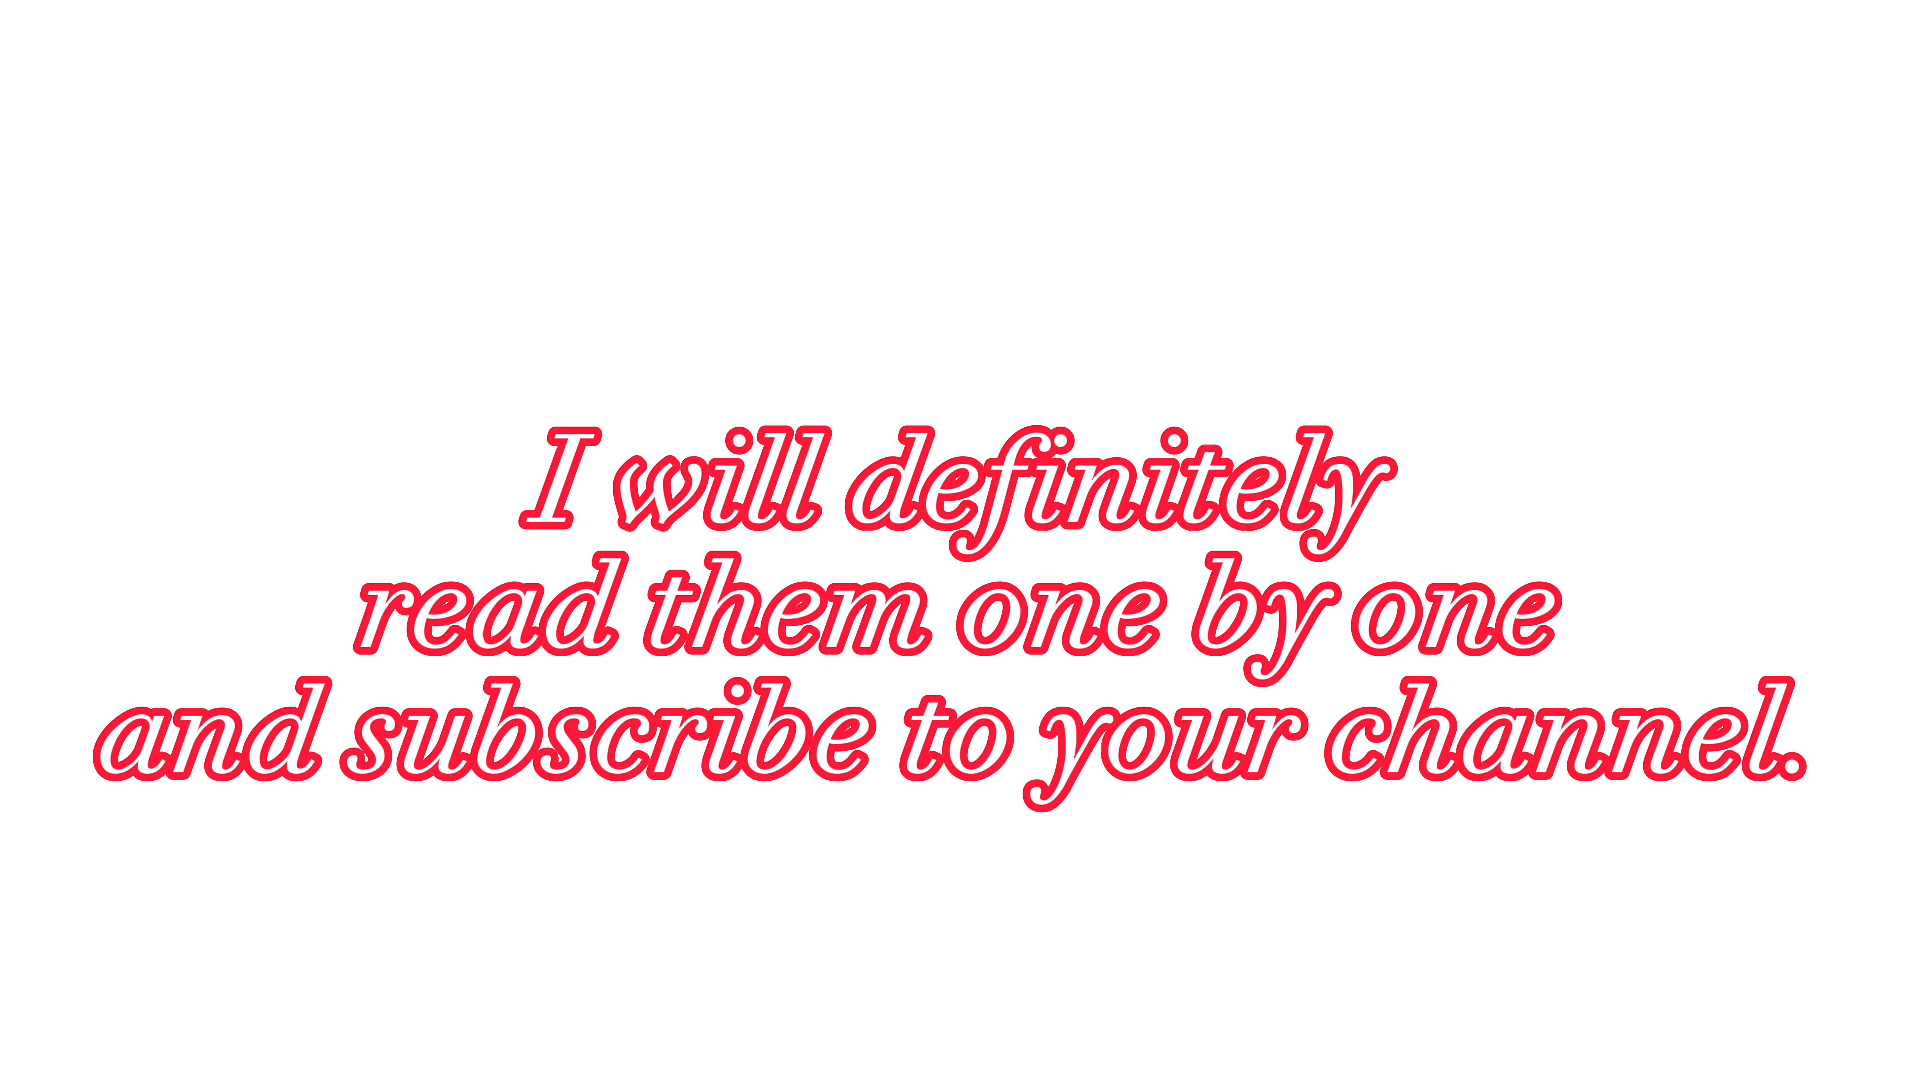 I will definitely
read them one by one
and subscribe to your channel.